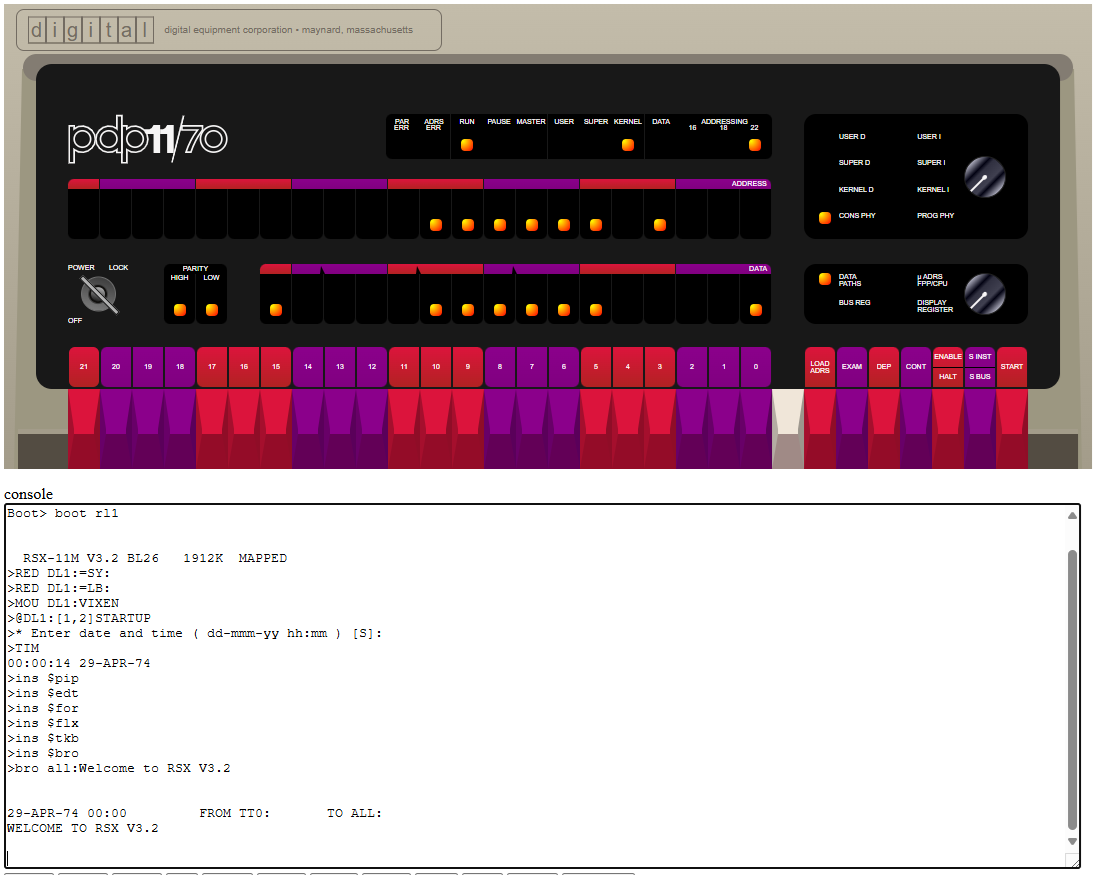 digital digital equipment corporation • maynard, massachusetts
pdp11/70
PAR ERR ADRS ERR RUN PAUSE MASTER USER SUPER KERNEL DATA ADDRESSING 16 18 22
USER D USER I
SUPER D SUPER I
KERNEL D KERNEL I
CONS PHY PROG PHY
ADDRESS
POWER LOCK
OFF
PARITY
HIGH LOW
DATA
DATA PATHS µ ADRS FPP/CPU
BUS REG DISPLAY REGISTER
21 20 19 18 17 16 15 14 13 12 11 10 9 8 7 6 5 4 3 2 1 0
LOAD ADRS EXAM DEP CONT ENABLE HALT S INST S BUS START
console
Boot> boot rl1
RSX-11M V3.2 BL26 1912K MAPPED
>RED DL1:=SY:
>RED DL1:=LB:
>MOU DL1:VIXEN
>@DL1:[1,2]STARTUP
>* Enter date and time ( dd-mmm-yy hh:mm ) [S]:
>TIM
00:00:14 29-APR-74
>ins $pip
>ins $edt
>ins $for
>ins $flx
>ins $tkb
>ins $bro
>bro all:Welcome to RSX V3.2
29-APR-74 00:00 FROM TT0: TO ALL:
WELCOME TO RSX V3.2